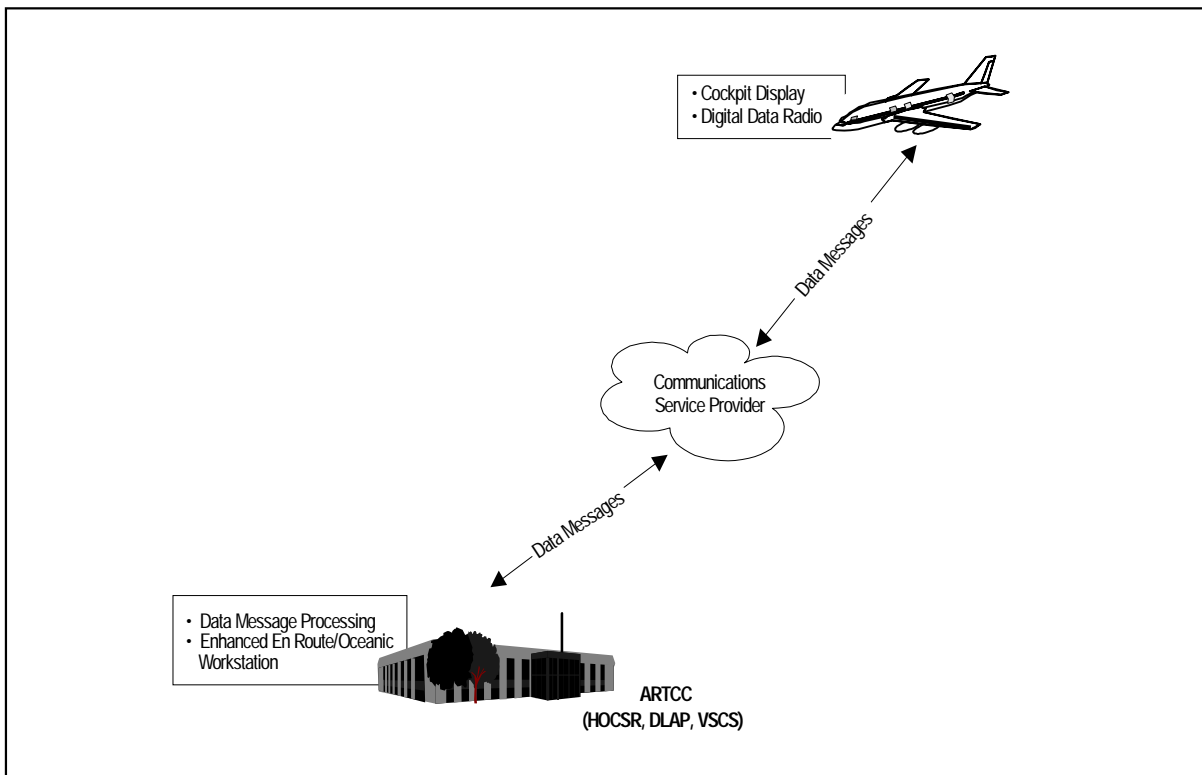 • Cockpit Display
• Digital Data Radio
Data Messages
Communications
Service Provider
Data Messages
• Data Message Processing
• Enhanced En Route/Oceanic
Workstation
ARTCC
(HOCSR, DLAP, VSCS)